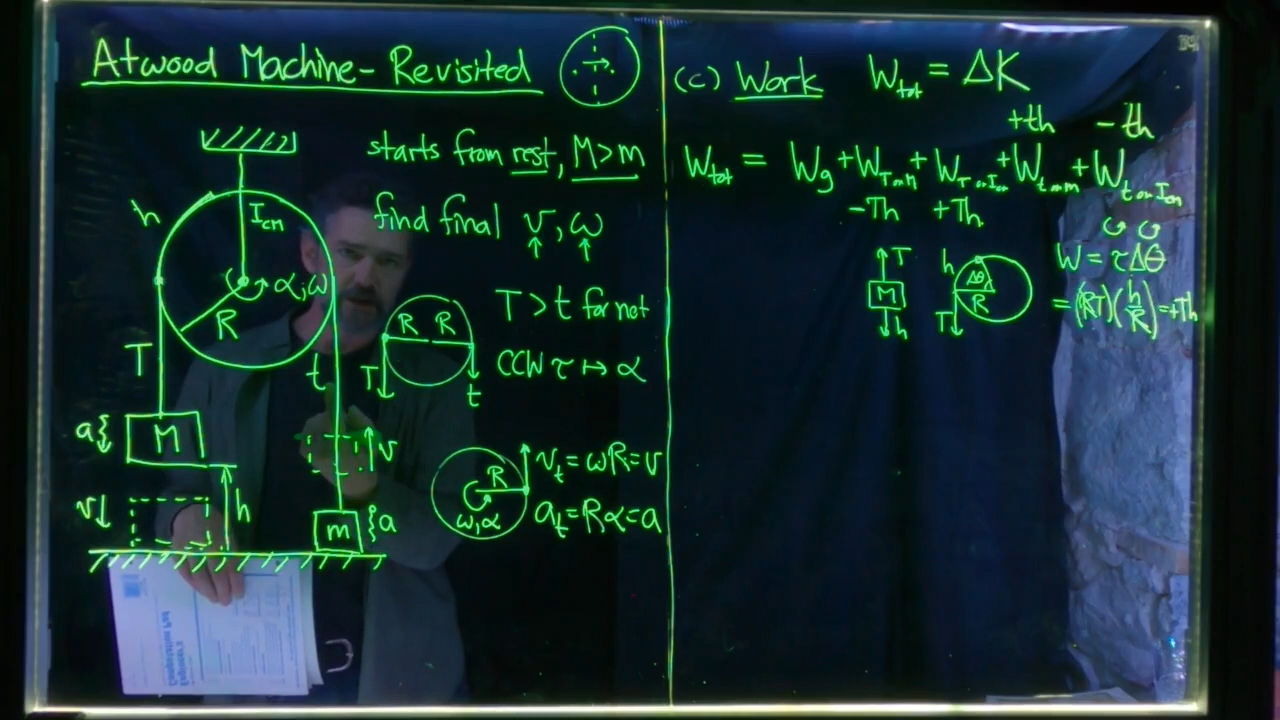 Atwood Machine - Revisited
starts from rest, M>m
find final v, ω
h
I_cm
α, ω
R
T
t
R R
T
t
T > t for net
CCW τ ↦ α
a
M
v
h
v
m
a
R
ω, α
v_t = ωR = v
a_t = Rα = a
(c) Work W_tot = ΔK
+th -th
W_tot = W_g + W_T on M + W_T on I_cm + W_t on m + W_t on I_cm
-Th +Th
T
M
↓h
h
Δθ
R
T
W = τΔθ
= (RT)(h/R) = +Th